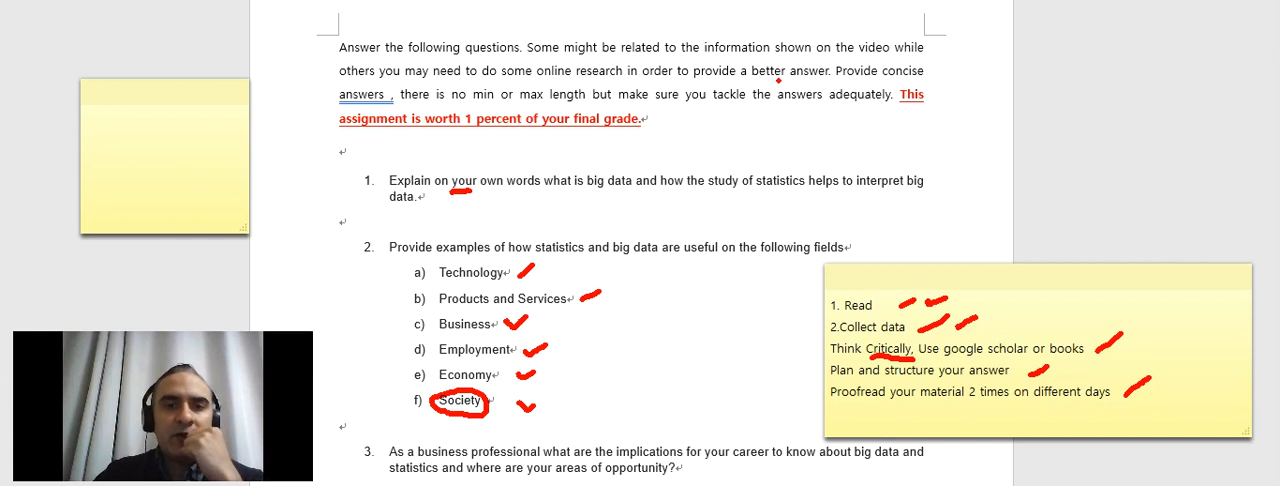 Answer the following questions. Some might be related to the information shown on the video while
others you may need to do some online research in order to provide a better answer. Provide concise
answers , there is no min or max length but make sure you tackle the answers adequately. This
assignment is worth 1 percent of your final grade.
1. Explain on your own words what is big data and how the study of statistics helps to interpret big
data.
2. Provide examples of how statistics and big data are useful on the following fields
a) Technology
b) Products and Services
c) Business
d) Employment
e) Economy
f) Society
3. As a business professional what are the implications for your career to know about big data and
statistics and where are your areas of opportunity?
1. Read
2.Collect data
Think Critically, Use google scholar or books
Plan and structure your answer
Proofread your material 2 times on different days